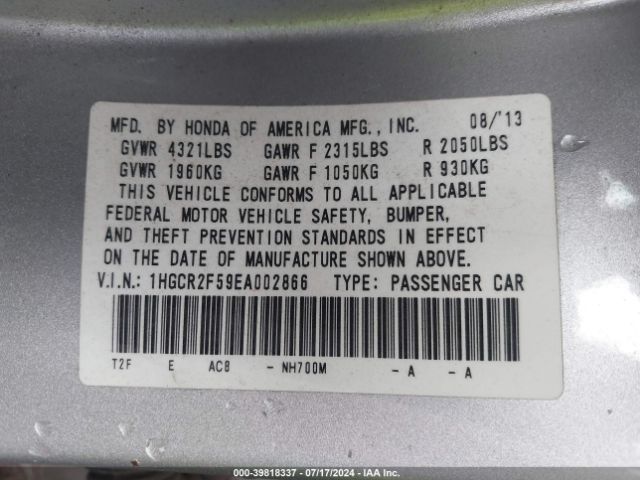 MFD. BY HONDA OF AMERICA MFG., INC. 08/'13
GVWR 4321LBS GAWR F 2315LBS R 2050LBS
GVWR 1960KG GAWR F 1050KG R 930KG
THIS VEHICLE CONFORMS TO ALL APPLICABLE
FEDERAL MOTOR VEHICLE SAFETY, BUMPER,
AND THEFT PREVENTION STANDARDS IN EFFECT
ON THE DATE OF MANUFACTURE SHOWN ABOVE.
V.I.N.: 1HGCR2F59EA002866 TYPE: PASSENGER CAR
T2F E AC8 - NH700M - A - A
000-39818337 - 07/17/2024 - IAA Inc.